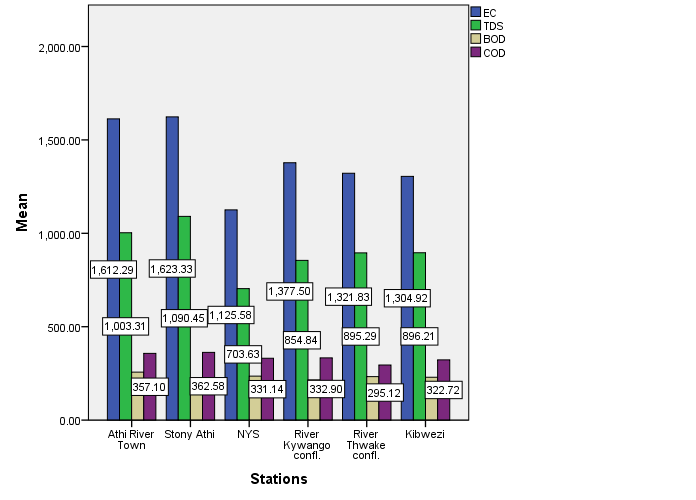 EC
TDS
BOD
COD
2,000.00
1,500.00
1,000.00
500.00
0.00
Mean
1,612.29
1,003.31
357.10
1,623.33
1,090.45
362.58
1,125.58
703.63
331.14
1,377.50
854.84
332.90
1,321.83
895.29
295.12
1,304.92
896.21
322.72
Athi River
Town
Stony Athi
NYS
River
Kywango
confl.
River
Thwake
confl.
Kibwezi
Stations